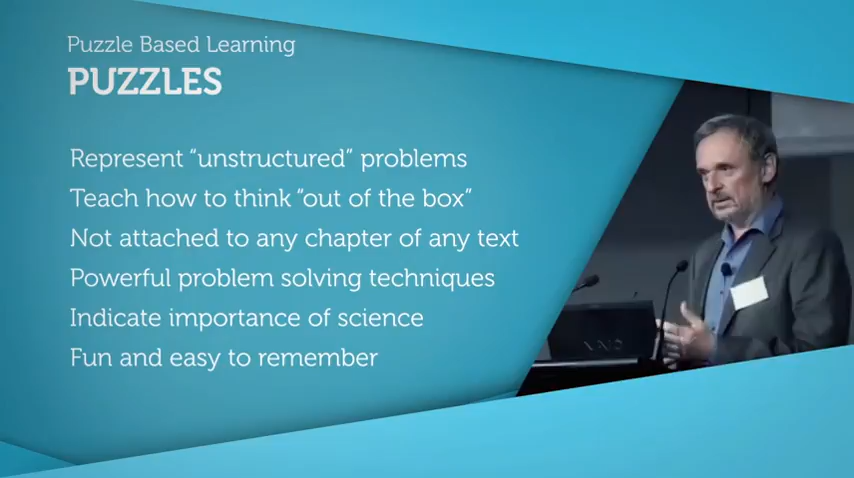 Puzzle Based Learning
PUZZLES
Represent “unstructured” problems
Teach how to think “out of the box”
Not attached to any chapter of any text
Powerful problem solving techniques
Indicate importance of science
Fun and easy to remember
VAIO